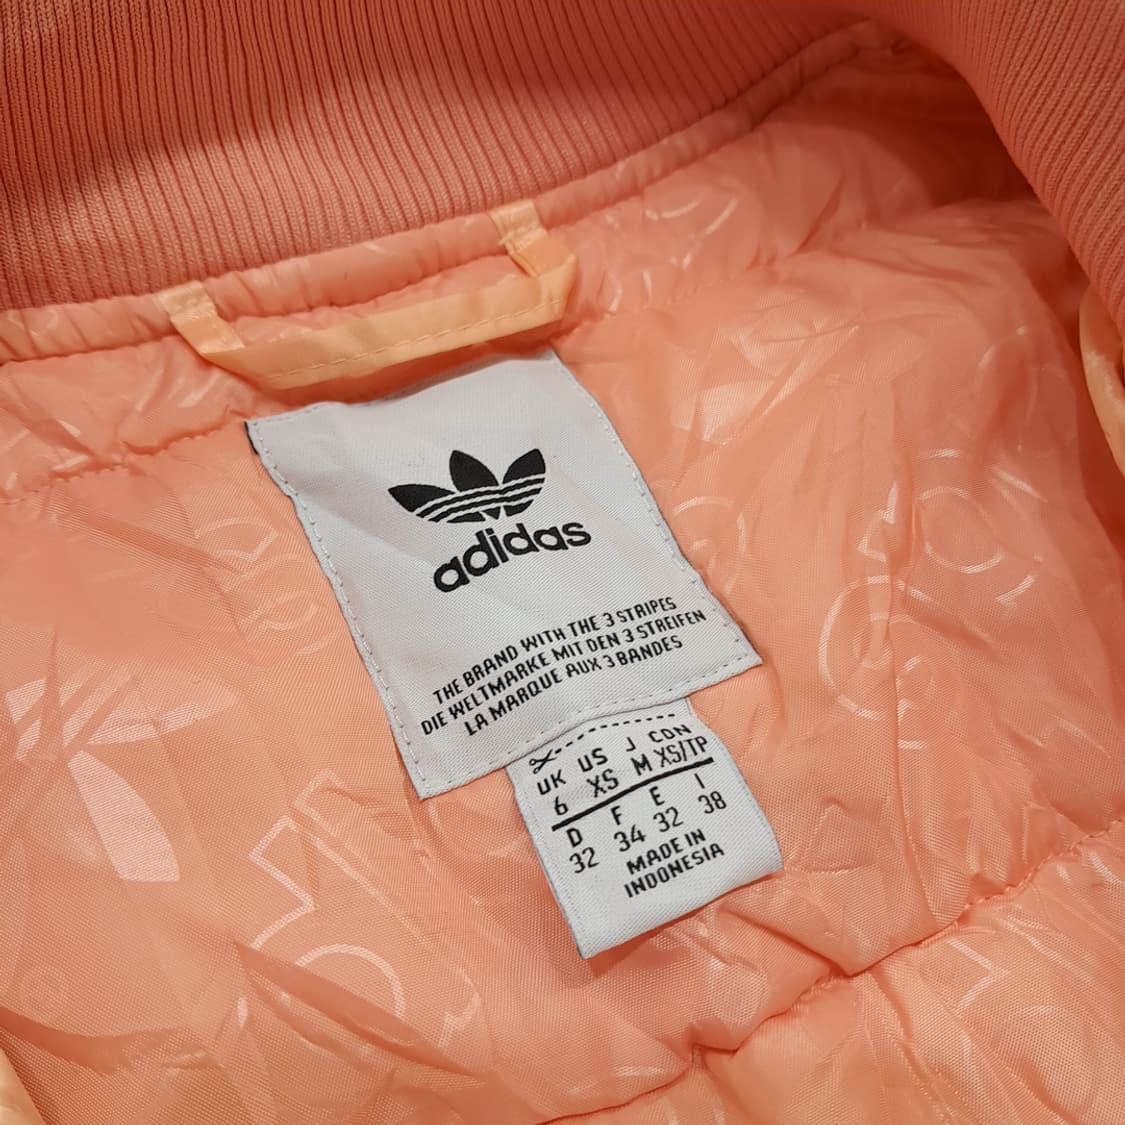 adidas
THE BRAND WITH THE 3 STRIPES
DIE WELTMARKE MIT DEN 3 STREIFEN
LA MARQUE AUX 3 BANDES
UK US J CDN
6 XS M XS/TP
D F E I
32 34 32 38
MADE IN
INDONESIA